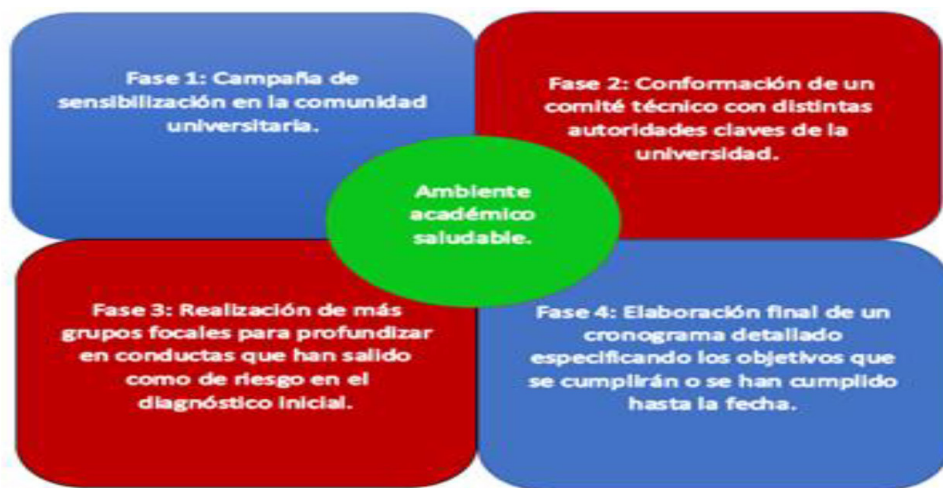 Fase 1: Campaña de
sensibilización en la comunidad
universitaria.
Fase 2: Conformación de un
comité técnico con distintas
autoridades claves de la
universidad.
Ambiente
académico
saludable.
Fase 3: Realización de más
grupos focales para profundizar
en conductas que han salido
como de riesgo en el
diagnóstico inicial.
Fase 4: Elaboración final de un
cronograma detallado
especificando los objetivos que
se cumplirán o se han cumplido
hasta la fecha.